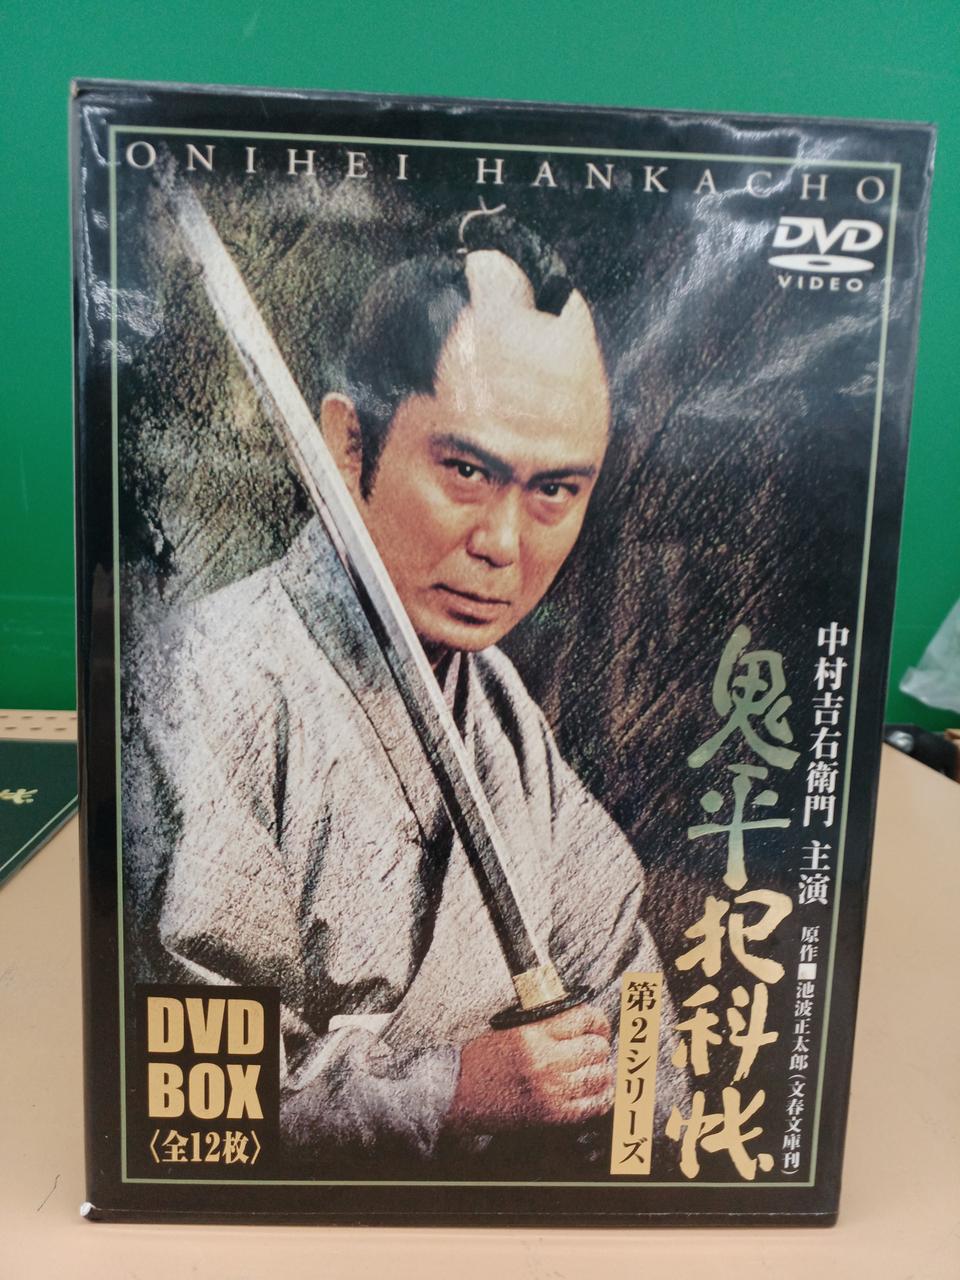 ONIHEI HANKACHO
DVD
VIDEO
中村吉右衛門 主演
原作■池波正太郎(文春文庫刊)
鬼平犯科帳
第2シリーズ
DVD
BOX
〈全12枚〉